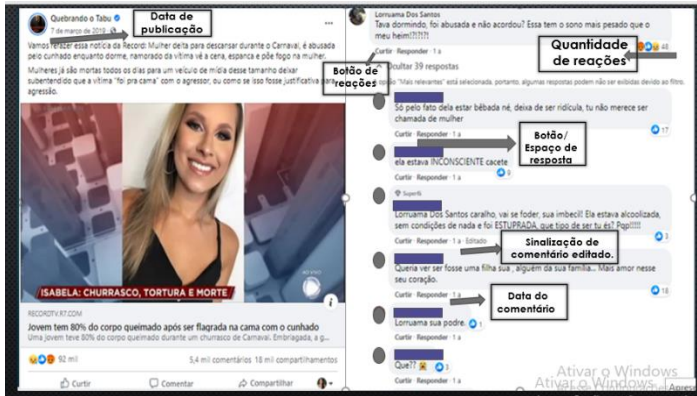 Quebrando o Tabu
7 de março de 2019
Data de
publicação
Vamos refazer essa notícia da Record: Mulher deita para descansar durante o Carnaval, é abusada
pelo cunhado enquanto dorme, namorado da vítima vê a cena, espanca e põe fogo na mulher.
Mulheres já são mortas todos os dias para um veículo de mídia desse tamanho deixar
subentendido que a vítima "foi pra cama" com o agressor, ou como se isso fosse justificativa para
agressão.
RECORD
AO VIVO
ISABELA: CHURRASCO, TORTURA E MORTE
RECORDTV.R7.COM
Jovem tem 80% do corpo queimado após ser flagrada na cama com o cunhado
Uma jovem teve 80% do corpo queimado durante um churrasco de Carnaval. Embriagada, a g...
92 mil
5,4 mil comentários 18 mil compartilhamentos
Curtir
Comentar
Compartilhar
Lorruama Dos Santos
Tava dormindo, foi abusada e não acordou? Essa tem o sono mais pesado que o
meu heim!?!?!?!
Curtir · Responder · 1 a
48
Quantidade
de reações
Botão de
reações
Ocultar 39 respostas
opção "Mais relevantes" está selecionada, portanto, algumas respostas podem não ser exibidas devido ao filtro.
Só pelo fato dela estar bêbada né, deixa de ser ridícula, tu não merece ser
chamada de mulher
Curtir · Responder · 1 a
17
Botão/
Espaço de
resposta
ela estava INCONSCIENTE cacete
Curtir · Responder · 1 a
9
Superfã
Lorruama Dos Santos caralho, vai se foder, sua imbecil! Ela estava alcoolizada,
sem condições de nada e foi ESTUPRADA, que tipo de ser tu és? Pqp!!!!!
Curtir · Responder · 1 a · Editado
3
Sinalização de
comentário editado.
Queria ver ser fosse uma filha sua , alguém da sua família... Mais amor nesse
seu coração.
Curtir · Responder · 1 a
18
Data do
comentário
Lorruama sua podre.
1
Curtir · Responder · 1 a
Que??
3
Curtir · Responder · 1 a
Ativar o Windows